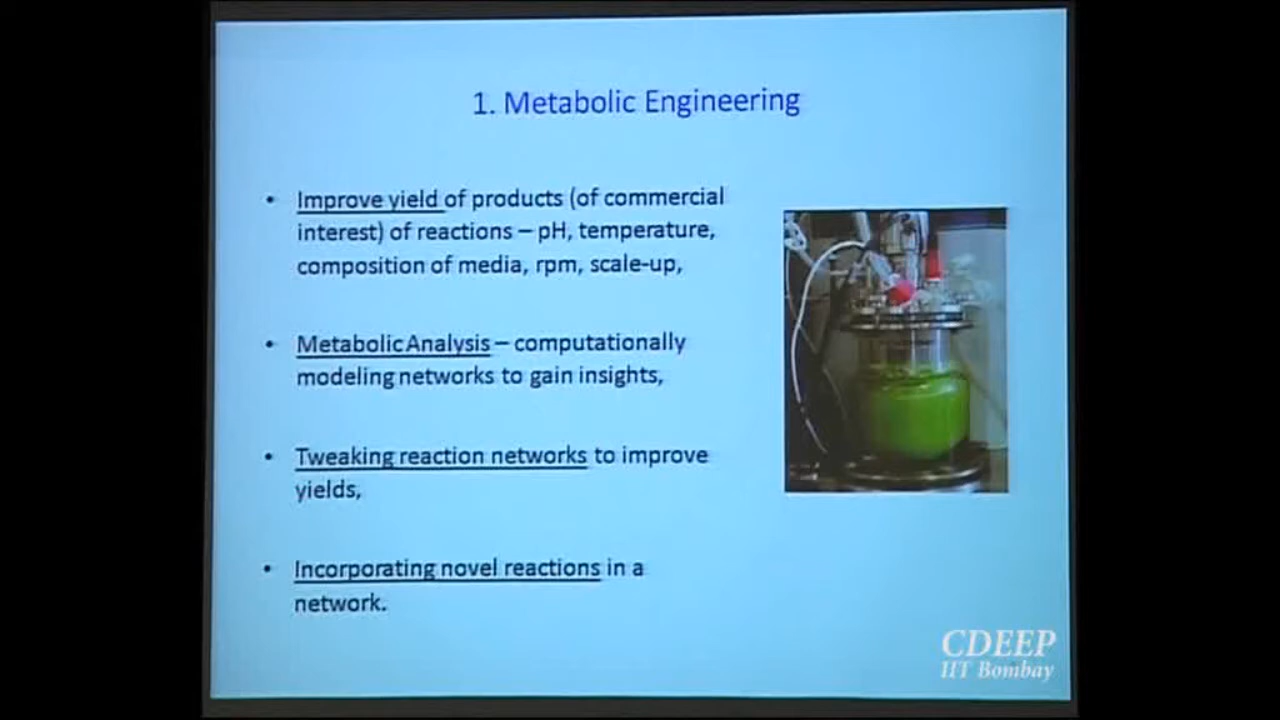 1. Metabolic Engineering
• Improve yield of products (of commercial
interest) of reactions – pH, temperature,
composition of media, rpm, scale-up,
• Metabolic Analysis – computationally
modeling networks to gain insights,
• Tweaking reaction networks to improve
yields,
• Incorporating novel reactions in a
network.
CDEEP
IIT Bombay